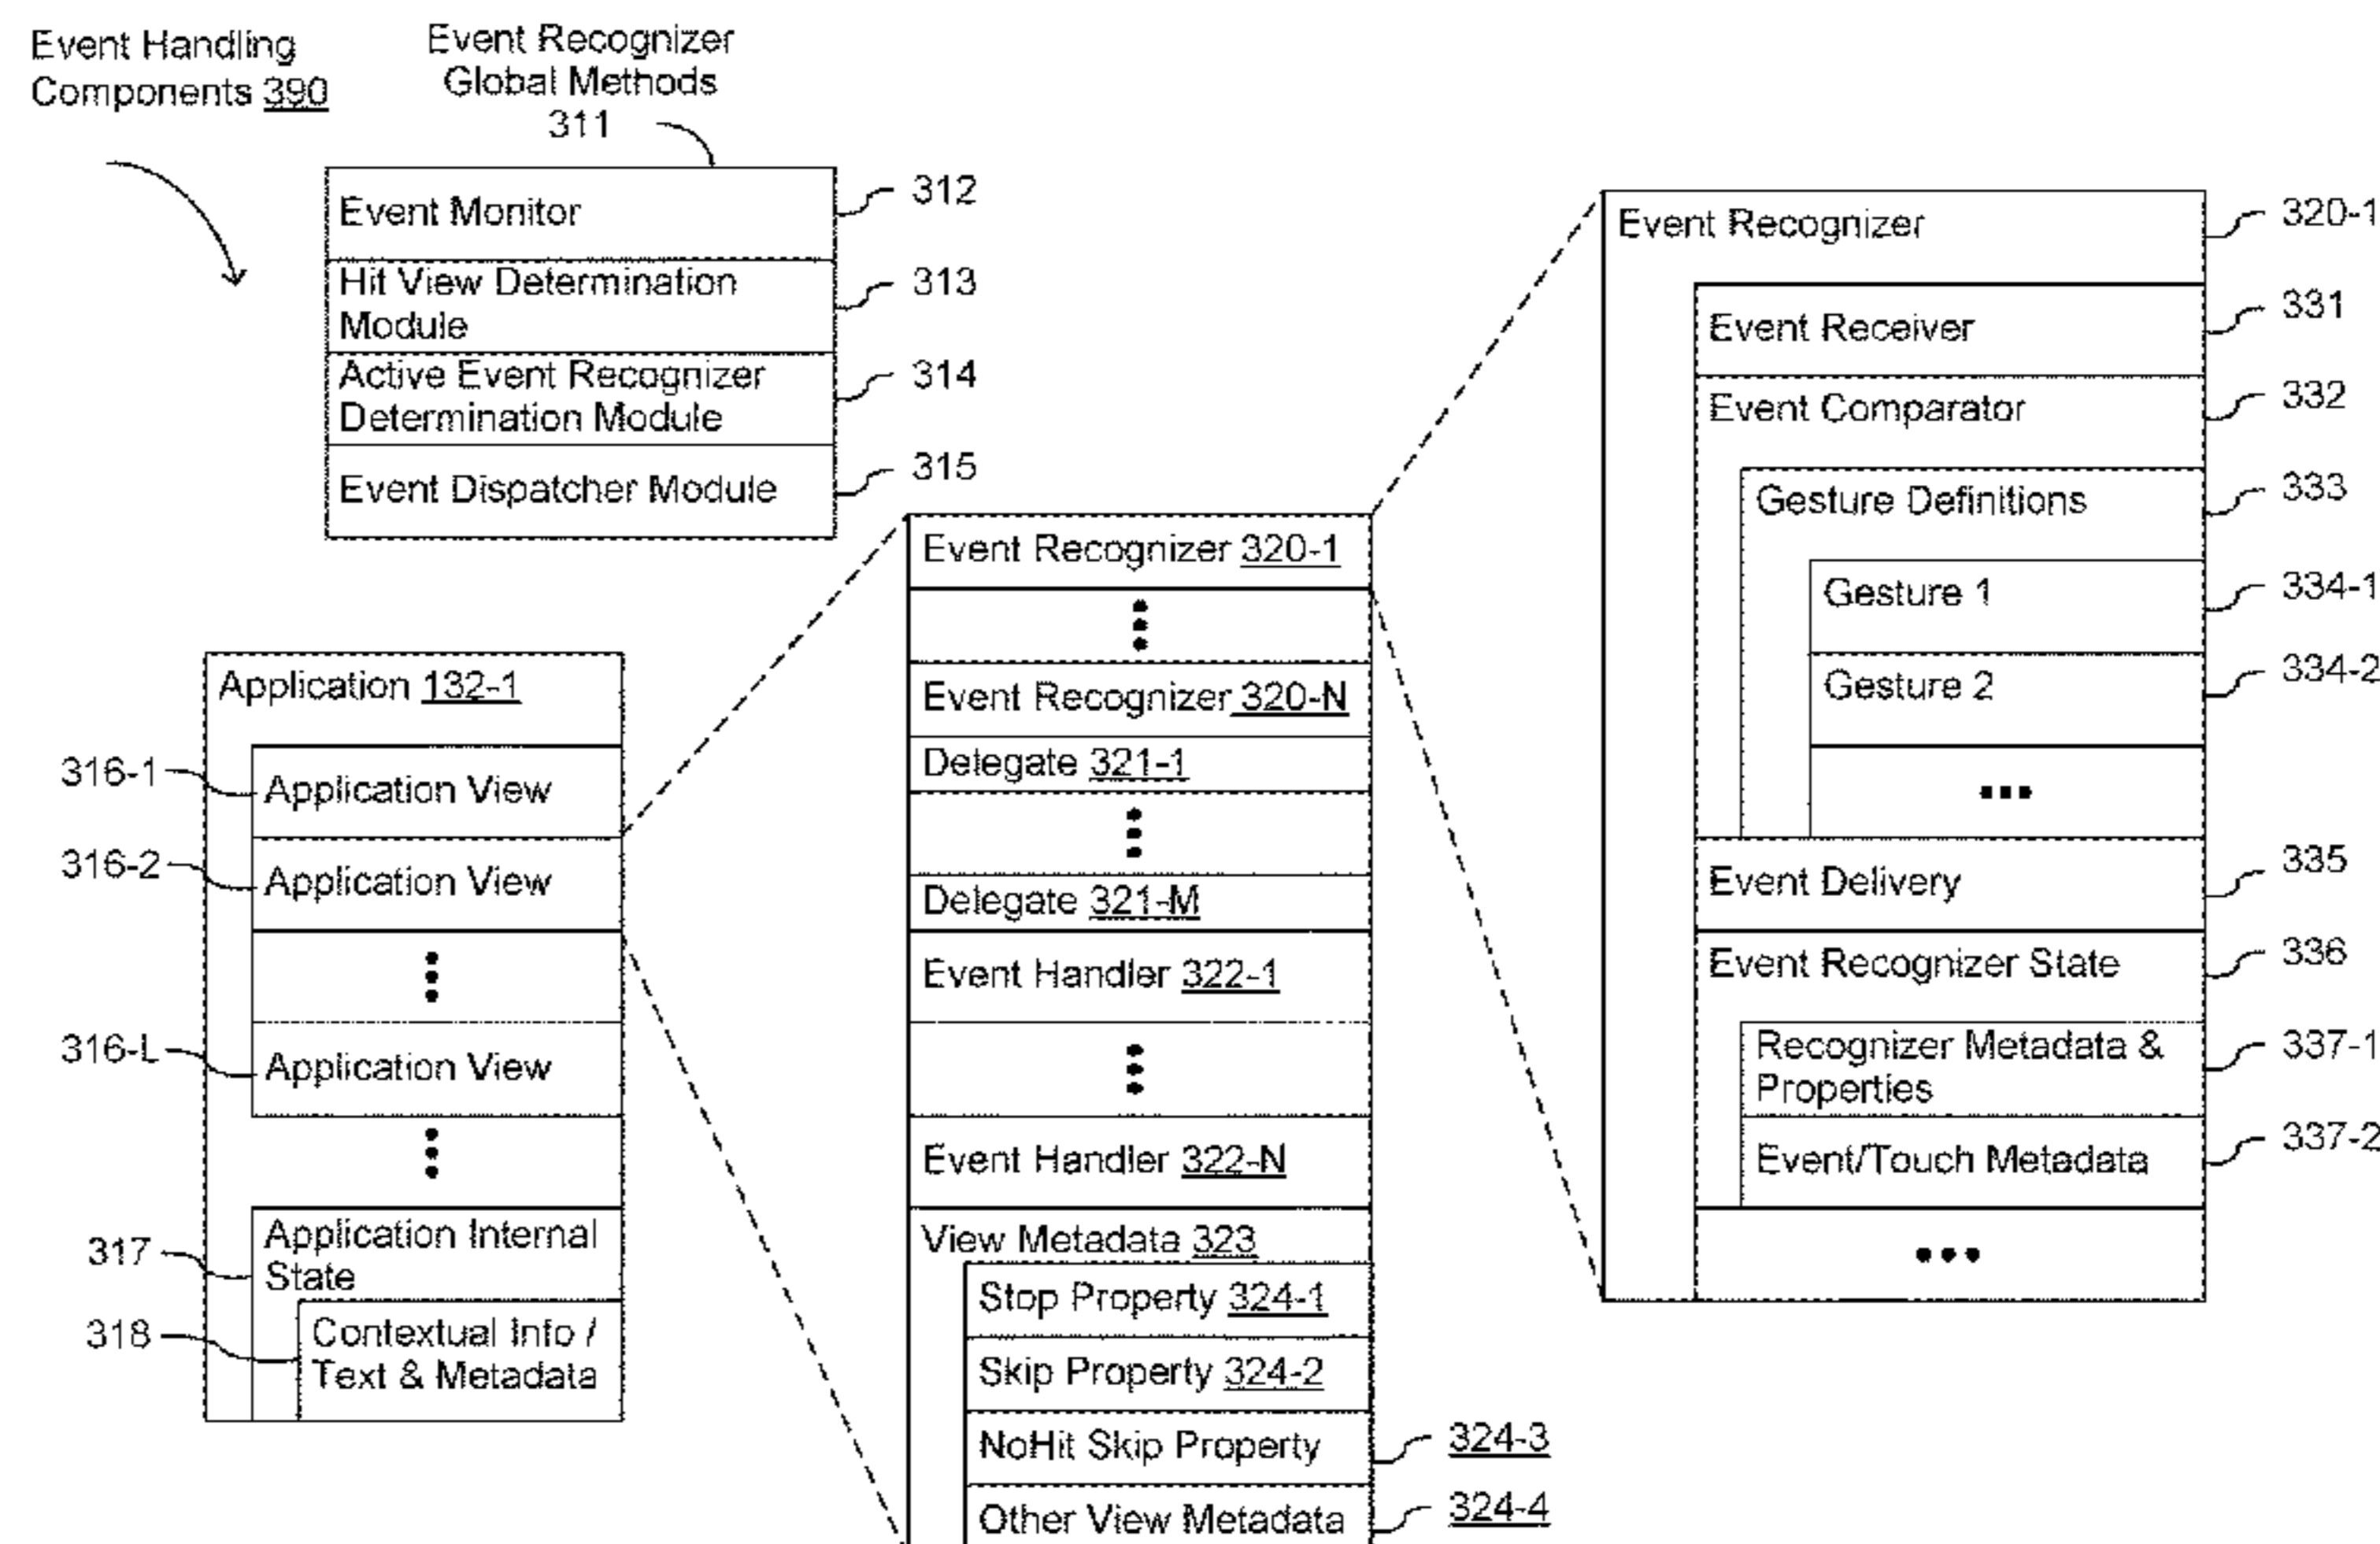 Event Handling
Components 390
Event Recognizer
Global Methods
311
Event Monitor
312
Hit View Determination
Module
313
Active Event Recognizer
Determination Module
314
Event Dispatcher Module
315
Application 132-1
316-1
Application View
316-2
Application View
316-L
Application View
317
Application Internal
State
318
Contextual Info /
Text & Metadata
Event Recognizer 320-1
Event Recognizer 320-N
Delegate 321-1
Delegate 321-M
Event Handler 322-1
Event Handler 322-N
View Metadata 323
Stop Property 324-1
Skip Property 324-2
NoHit Skip Property
324-3
Other View Metadata
324-4
Event Recognizer
320-1
Event Receiver
331
Event Comparator
332
Gesture Definitions
333
Gesture 1
334-1
Gesture 2
334-2
Event Delivery
335
Event Recognizer State
336
Recognizer Metadata &
Properties
337-1
Event/Touch Metadata
337-2